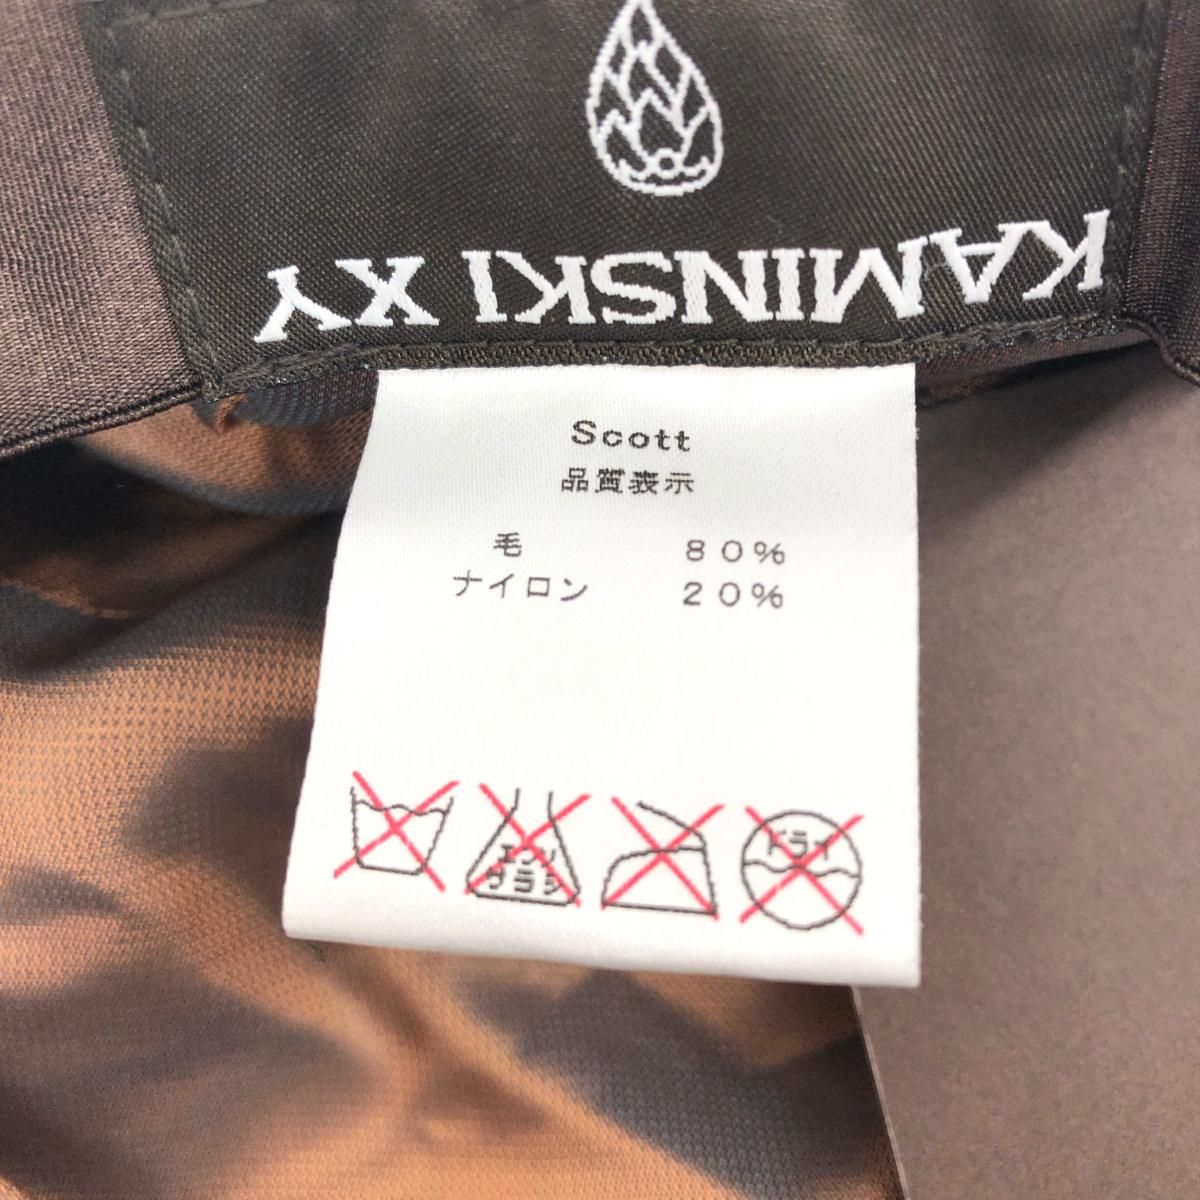 KAMINSKI XY
Scott
品質表示
毛 80%
ナイロン 20%
エンソ
サラシ
ドライ